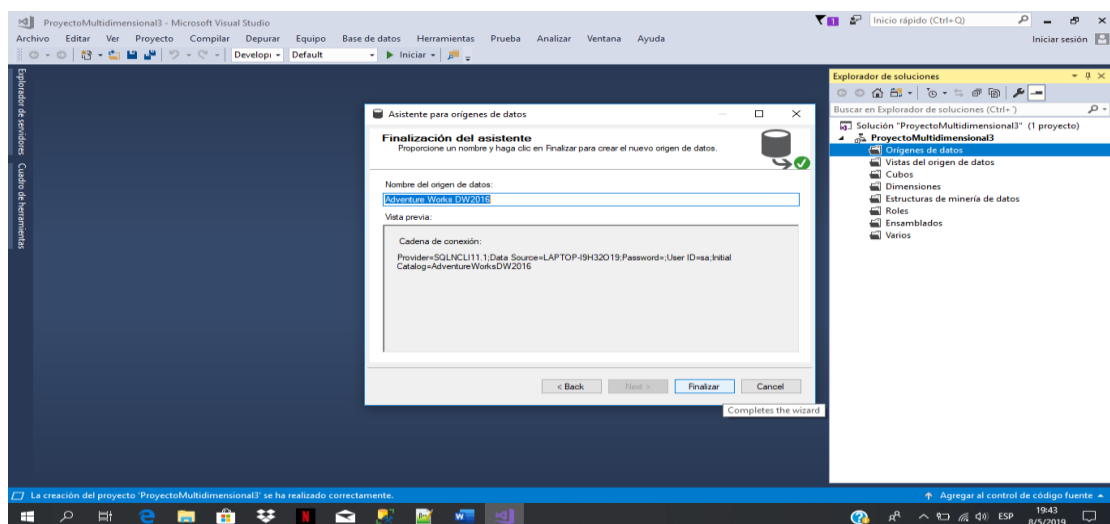 ProyectoMultidimensional3 - Microsoft Visual Studio
1
Inicio rápido (Ctrl+Q)
Archivo Editar Ver Proyecto Compilar Depurar Equipo Base de datos Herramientas Prueba Analizar Ventana Ayuda
Iniciar sesión
Developi Default Iniciar
Explorador de servidores
Cuadro de herramientas
Asistente para orígenes de datos
Finalización del asistente
Proporcione un nombre y haga clic en Finalizar para crear el nuevo origen de datos.
Nombre del origen de datos:
Adventure Works DW2016
Vista previa:
Cadena de conexión:
Provider=SQLNCLI11.1;Data Source=LAPTOP-I9H32O19;Password=;User ID=sa;Initial
Catalog=AdventureWorksDW2016
< Back Next > Finalizar Cancel
Completes the wizard
Explorador de soluciones
Buscar en Explorador de soluciones (Ctrl+´)
Solución "ProyectoMultidimensional3" (1 proyecto)
ProyectoMultidimensional3
Orígenes de datos
Vistas del origen de datos
Cubos
Dimensiones
Estructuras de minería de datos
Roles
Ensamblados
Varios
La creación del proyecto 'ProyectoMultidimensional3' se ha realizado correctamente.
Agregar al control de código fuente
ESP
19:43
8/5/2019